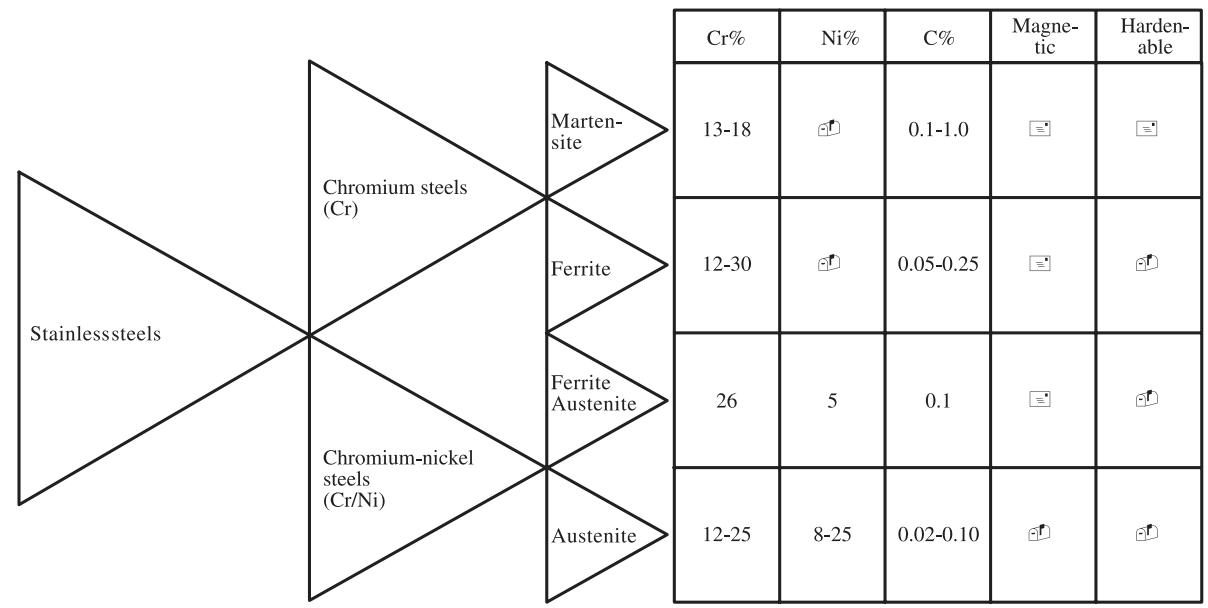 Cr%
Ni%
C%
Magne-
tic
Harden-
able
Marten-
site
13-18
0.1-1.0
Chromium steels
(Cr)
Ferrite
12-30
0.05-0.25
Stainlesssteels
Ferrite
Austenite
26
5
0.1
Chromium-nickel
steels
(Cr/Ni)
Austenite
12-25
8-25
0.02-0.10